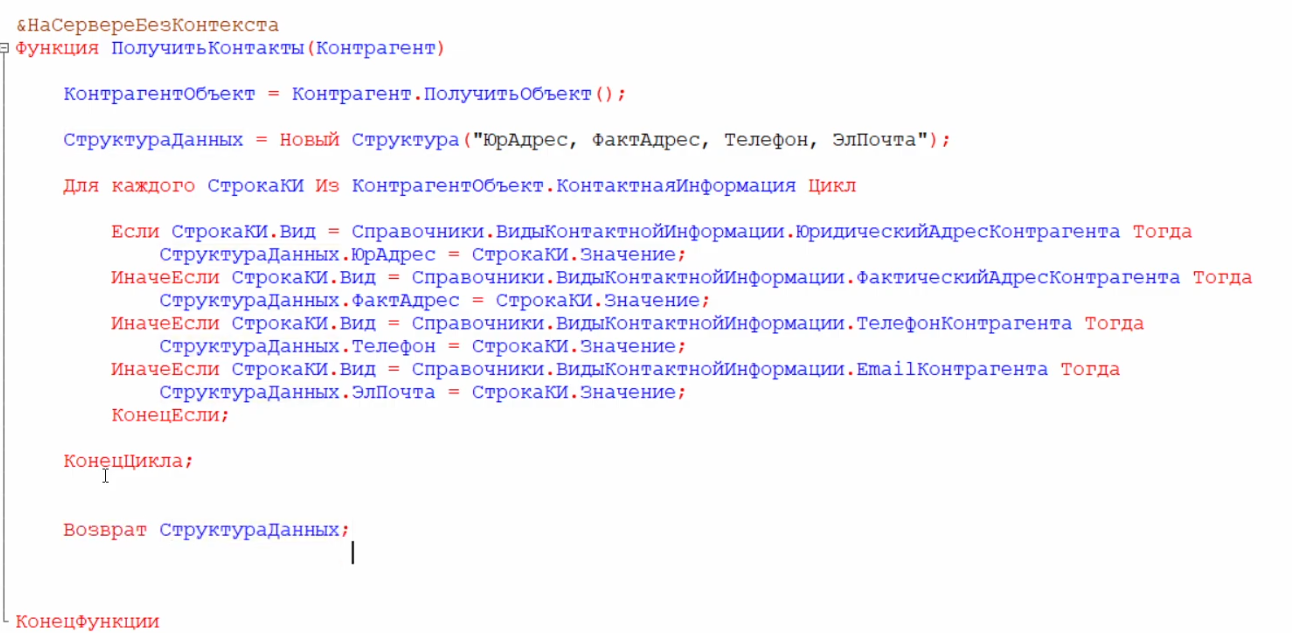 &НаСервереБезКонтекста
Функция ПолучитьКонтакты(Контрагент)
КонтрагентОбъект = Контрагент.ПолучитьОбъект();
СтруктураДанных = Новый Структура("ЮрАдрес, ФактАдрес, Телефон, ЭлПочта");
Для каждого СтрокаКИ Из КонтрагентОбъект.КонтактнаяИнформация Цикл
Если СтрокаКИ.Вид = Справочники.ВидыКонтактнойИнформации.ЮридическийАдресКонтрагента Тогда
СтруктураДанных.ЮрАдрес = СтрокаКИ.Значение;
ИначеЕсли СтрокаКИ.Вид = Справочники.ВидыКонтактнойИнформации.ФактическийАдресКонтрагента Тогда
СтруктураДанных.ФактАдрес = СтрокаКИ.Значение;
ИначеЕсли СтрокаКИ.Вид = Справочники.ВидыКонтактнойИнформации.ТелефонКонтрагента Тогда
СтруктураДанных.Телефон = СтрокаКИ.Значение;
ИначеЕсли СтрокаКИ.Вид = Справочники.ВидыКонтактнойИнформации.EmailКонтрагента Тогда
СтруктураДанных.ЭлПочта = СтрокаКИ.Значение;
КонецЕсли;
КонецЦикла;
Возврат СтруктураДанных;
КонецФункции